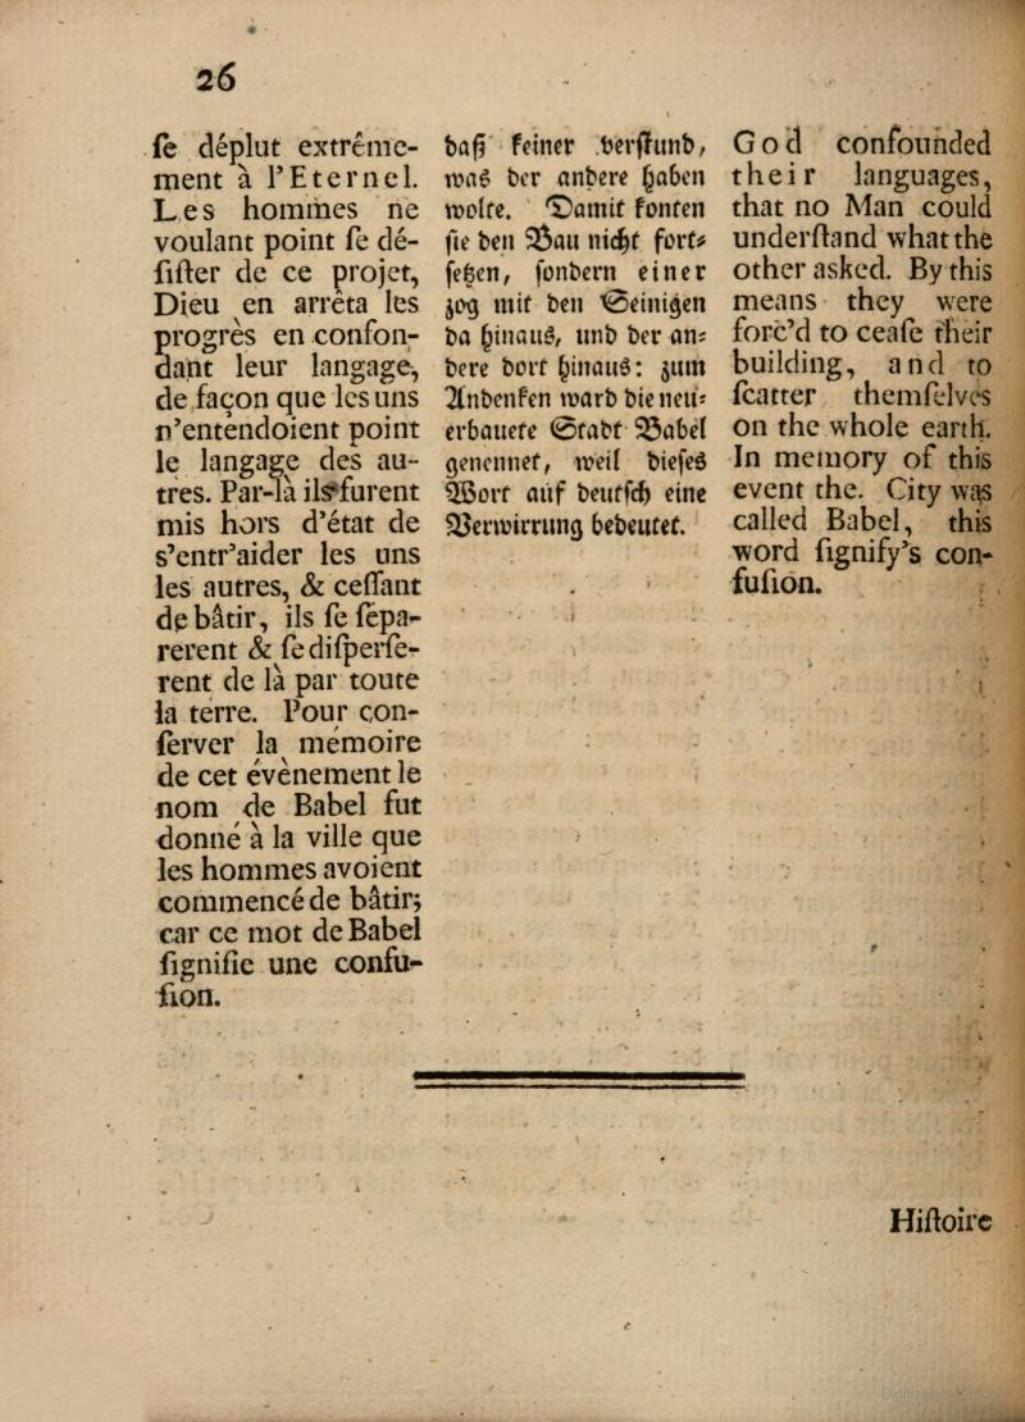 26
ſe déplut extrême-
ment à l'Eternel.
Les hommes ne
voulant point ſe dé-
ſiſter de ce projet,
Dieu en arrêta les
progrès en confon-
dant leur langage,
de façon que les uns
n'entendoient point
le langage des au-
tres. Par-là ils furent
mis hors d'état de
s'entr'aider les uns
les autres, & ceſſant
de bâtir, ils ſe ſépa-
rerent & ſe diſperſe-
rent de là par toute
la terre. Pour con-
ſerver la mémoire
de cet évènement le
nom de Babel fut
donné à la ville que
les hommes avoient
commencé de bâtir;
car ce mot de Babel
ſignifie une confu-
ſion.
daß keiner verſtund,
was der andere haben
wolte. Damit konten
ſie den Bau nicht fort⸗
ſetzen, ſondern einer
zog mit den Seinigen
da hinaus, und der an⸗
dere dort hinaus: zum
Andenken ward die neu⸗
erbauete Stadt Babel
genennet, weil dieſes
Wort auf deutſch eine
Verwirrung bedeutet.
God confounded
their languages,
that no Man could
underſtand what the
other asked. By this
means they were
forc'd to ceaſe their
building, and to
ſcatter themſelves
on the whole earth.
In memory of this
event the. City was
called Babel, this
word ſignify's con-
fuſion.
Hiſtoire